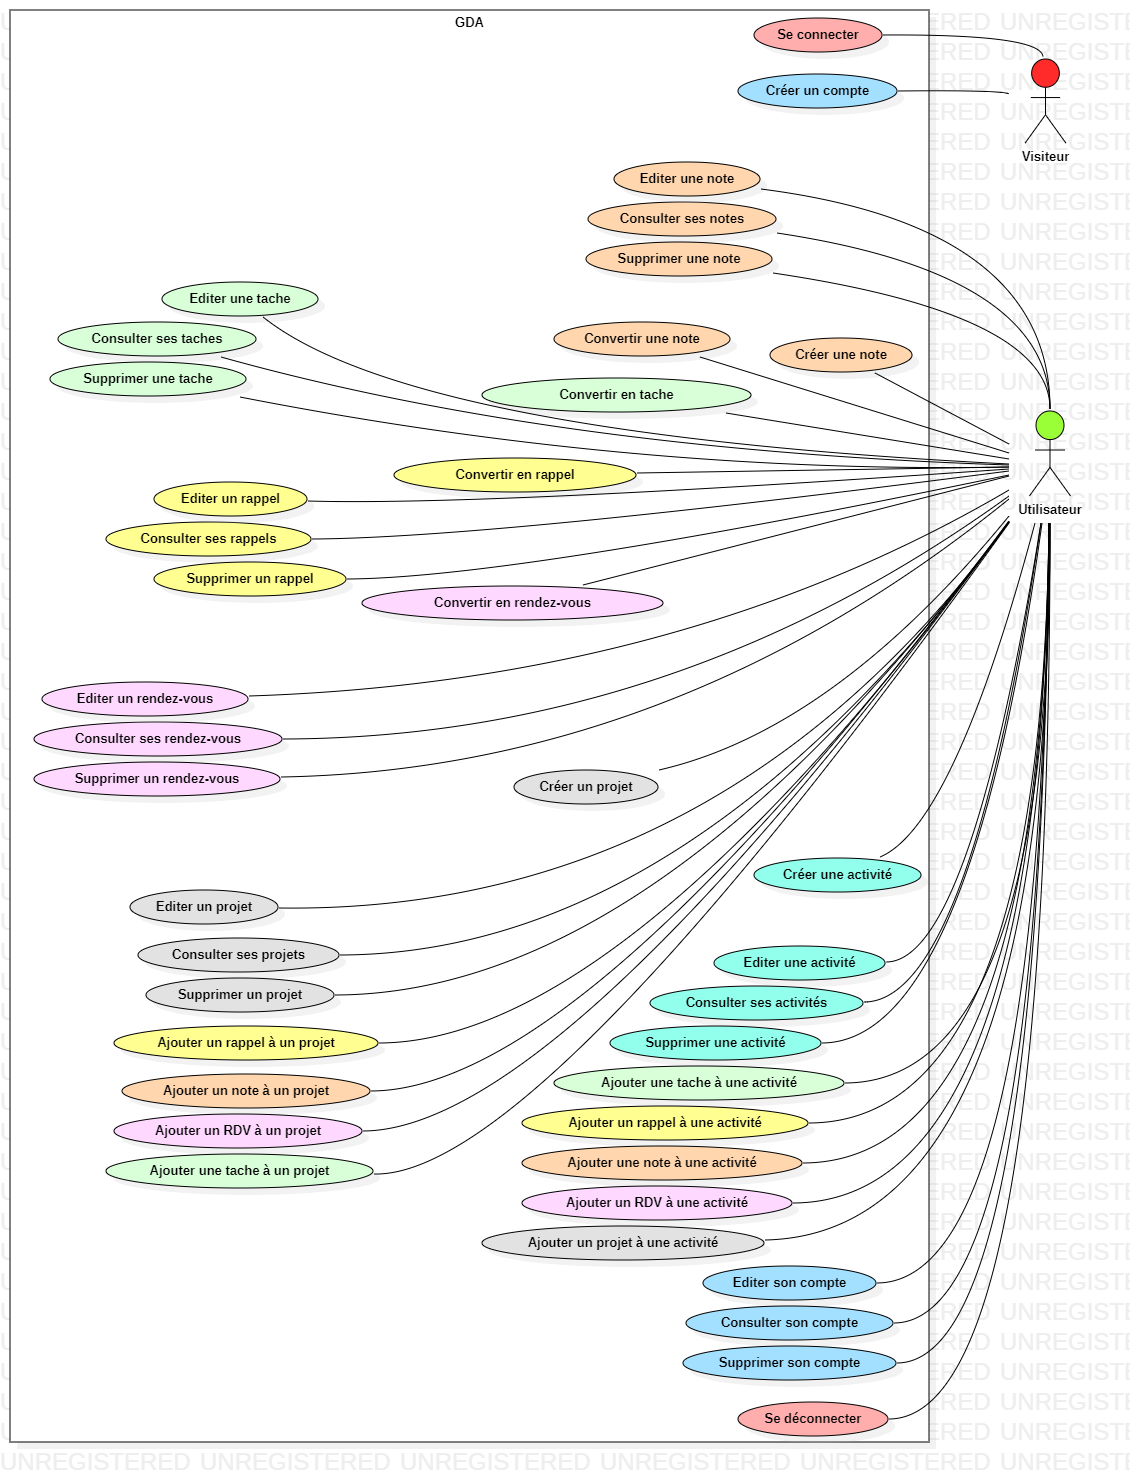 GDA
Se connecter
Créer un compte
Visiteur
Editer une note
Consulter ses notes
Supprimer une note
Editer une tache
Consulter ses taches
Supprimer une tache
Convertir une note
Créer une note
Convertir en tache
Utilisateur
Convertir en rappel
Editer un rappel
Consulter ses rappels
Supprimer un rappel
Convertir en rendez-vous
Editer un rendez-vous
Consulter ses rendez-vous
Supprimer un rendez-vous
Créer un projet
Créer une activité
Editer un projet
Consulter ses projets
Supprimer un projet
Ajouter un rappel à un projet
Ajouter un note à un projet
Ajouter un RDV à un projet
Ajouter une tache à un projet
Editer une activité
Consulter ses activités
Supprimer une activité
Ajouter une tache à une activité
Ajouter un rappel à une activité
Ajouter une note à une activité
Ajouter un RDV à une activité
Ajouter un projet à une activité
Editer son compte
Consulter son compte
Supprimer son compte
Se déconnecter
UNREGISTERED UNREGISTERED UNREGISTERED UNREGISTERED UNREGISTERED UNREGISTE